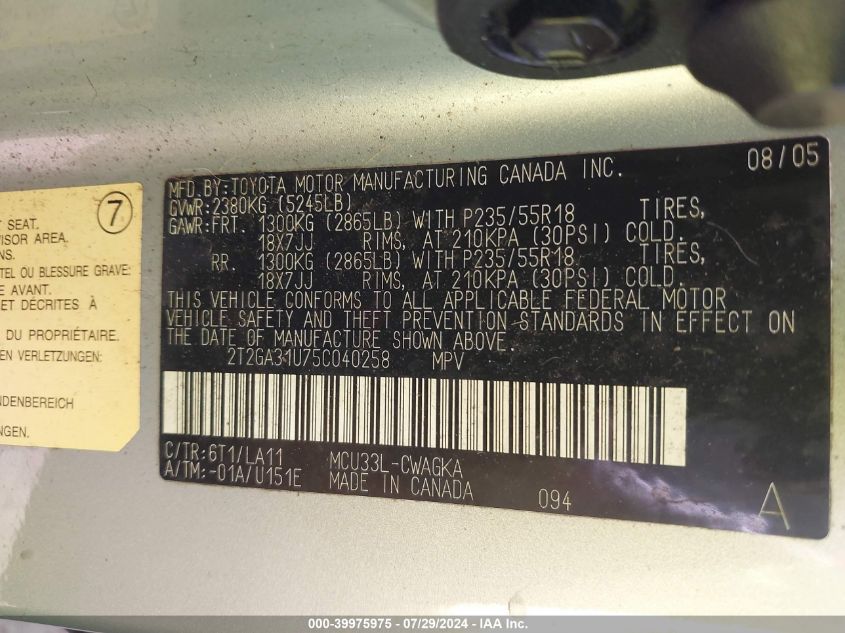 ⑦
T SEAT.
ISOR AREA.
NS.
TEL OU BLESSURE GRAVE:
E AVANT.
ET DÉCRITES À
DU PROPRIÉTAIRE.
NDENBEREICH
NGEN.
MFD.BY:TOYOTA MOTOR MANUFACTURING CANADA INC. 08/05
GVWR:2380KG (5245LB)
GAWR:FRT. 1300KG (2865LB) WITH P235/55R18 TIRES,
18X7JJ RIMS, AT 210KPA (30PSI) COLD.
RR. 1300KG (2865LB) WITH P235/55R18 TIRES,
18X7JJ RIMS, AT 210KPA (30PSI) COLD.
THIS VEHICLE CONFORMS TO ALL APPLICABLE FEDERAL MOTOR
VEHICLE SAFETY AND THEFT PREVENTION STANDARDS IN EFFECT ON
THE DATE OF MANUFACTURE SHOWN ABOVE.
2T2GA31U75C040258 MPV
C/TR:6T1/LA11 MCU33L-CWAGKA
A/TM:-01A/U151E MADE IN CANADA 094 A
000-39975975 - 07/29/2024 - IAA Inc.